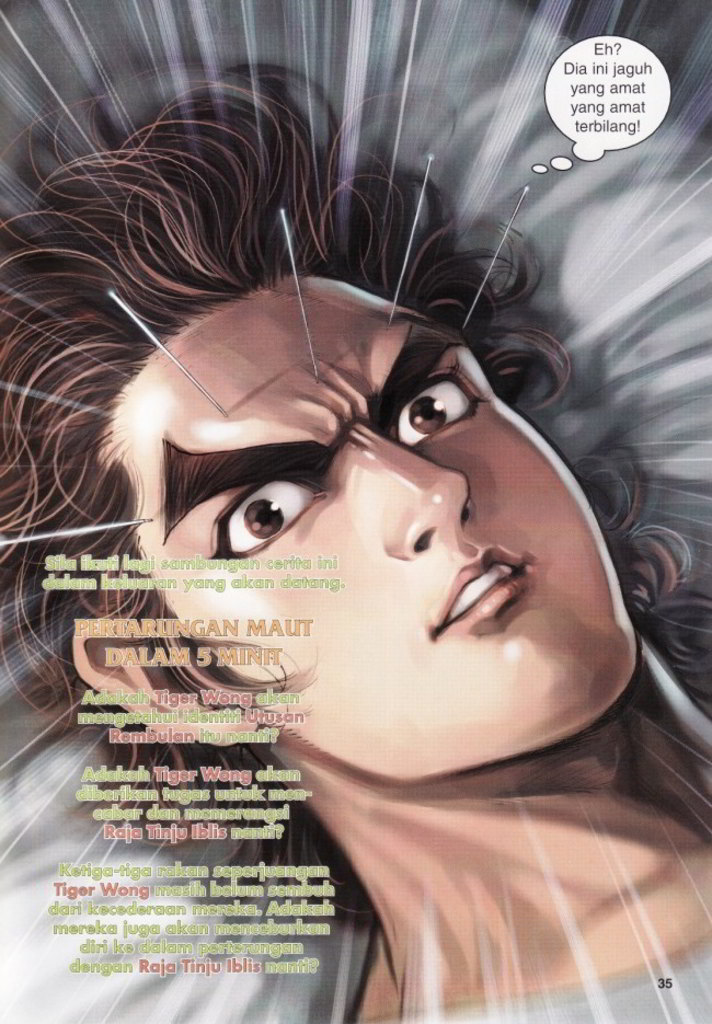 Eh?
Dia ini jaguh
yang amat
yang amat
terbilang!
Sila ikuti lagi sambungan cerita ini
dalam keluaran yang akan datang.
PERTARUNGAN MAUT
DALAM 5 MINIT
Adakah Tiger Wong akan
mengetahui identiti Utusan
Rembulan itu nanti?
Adakah Tiger Wong akan
diberikan tugas untuk men-
cabar dan memerangi
Raja Tinju Iblis nanti?
Ketiga-tiga rakan seperjuangan
Tiger Wong masih belum sembuh
dari kecederaan mereka. Adakah
mereka juga akan menceburkan
diri ke dalam pertarungan
dengan Raja Tinju Iblis nanti?
35